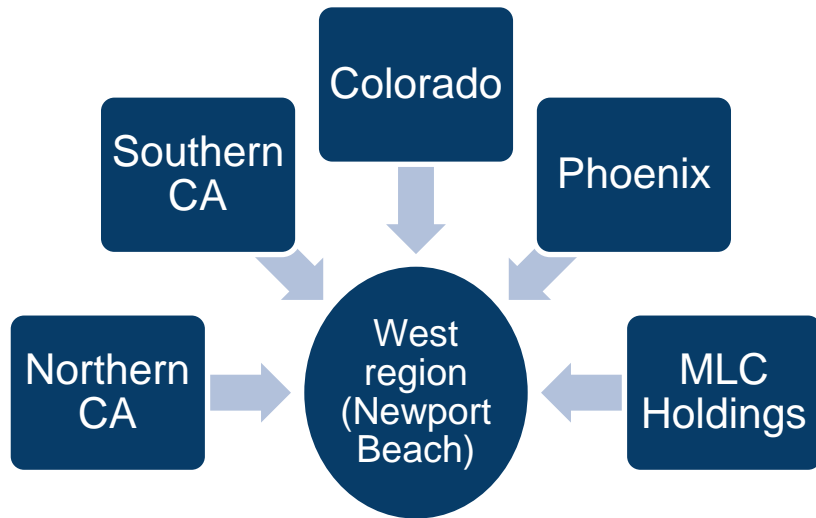 Colorado
Southern
CA
Phoenix
Northern
CA
West
region
(Newport
Beach)
MLC
Holdings